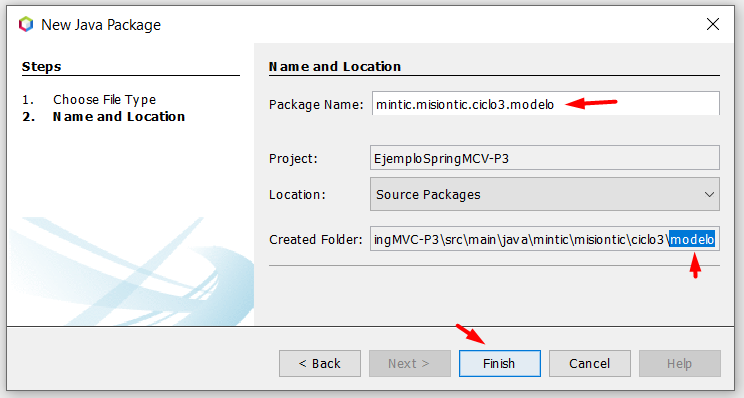 New Java Package
Steps
1. Choose File Type
2. Name and Location
Name and Location
Package Name: mintic.misiontic.ciclo3.modelo
Project: EjemploSpringMCV-P3
Location: Source Packages
Created Folder: ingMVC-P3\src\main\java\mintic\misiontic\ciclo3\modelo
< Back Next > Finish Cancel Help